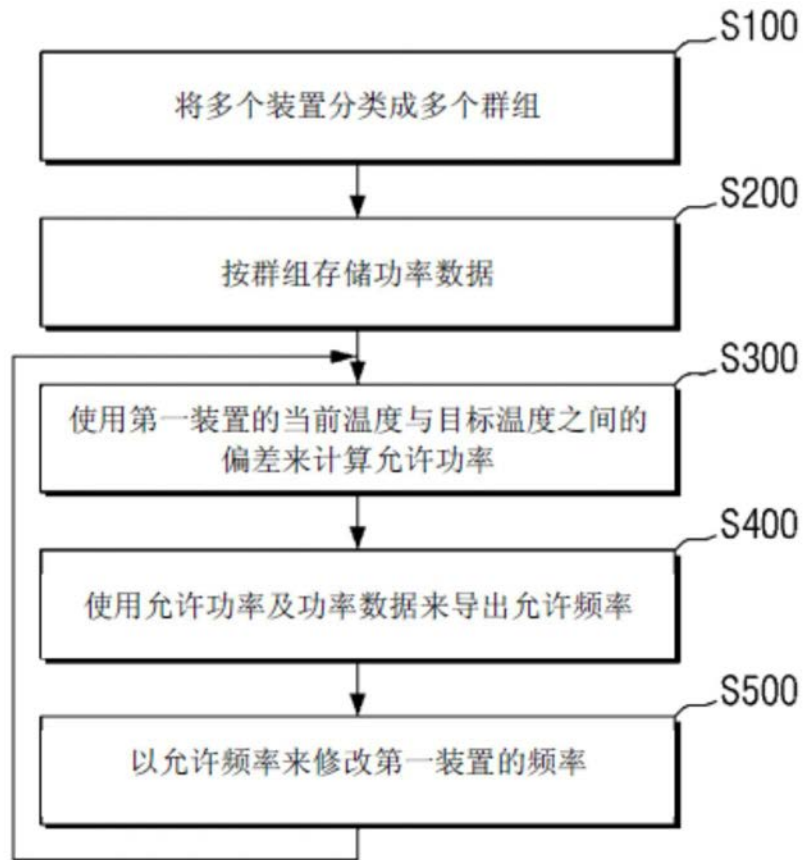 S100
将多个装置分类成多个群组
S200
按群组存储功率数据
S300
使用第一装置的当前温度与目标温度之间的
偏差来计算允许功率
S400
使用允许功率及功率数据来导出允许频率
S500
以允许频率来修改第一装置的频率